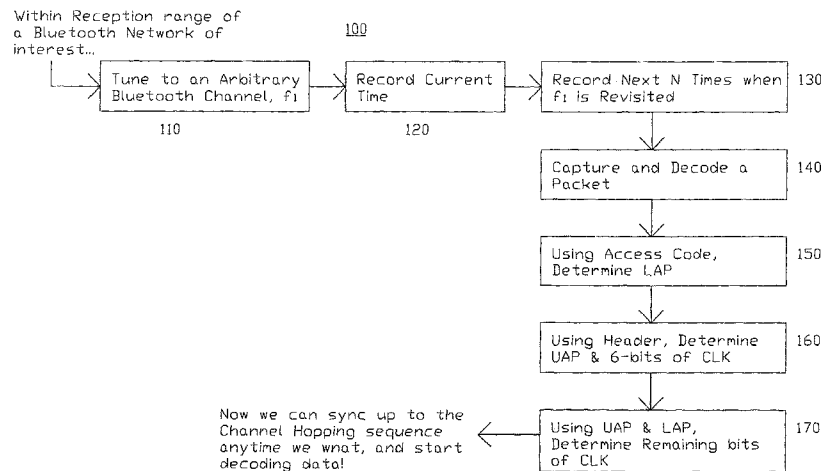 Within Reception range of
a Bluetooth Network of
interest...
100
Tune to an Arbitrary
Bluetooth Channel, f1
110
Record Current
Time
120
Record Next N Times when
f1 is Revisited
130
Capture and Decode a
Packet
140
Using Access Code,
Determine LAP
150
Using Header, Determine
UAP & 6-bits of CLK
160
Using UAP & LAP,
Determine Remaining bits
of CLK
170
Now we can sync up to the
Channel Hopping sequence
anytime we wnat, and start
decoding data!